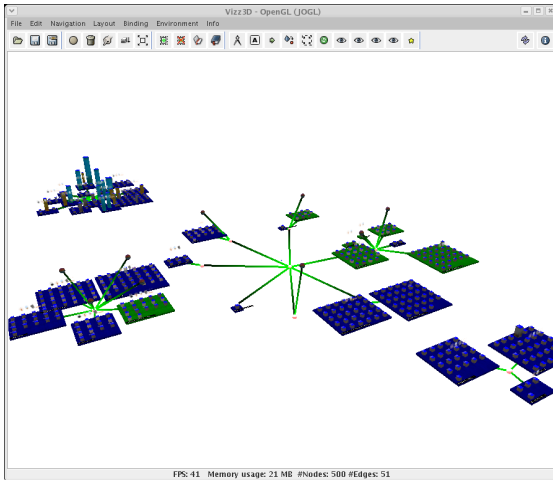 Vizz3D - OpenGL (JOGL)
File Edit Navigation Layout Binding Environment Info
A
FPS: 41 Memory usage: 21 MB #Nodes: 500 #Edges: 51